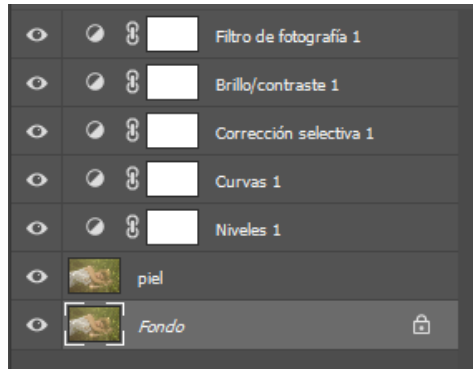 Filtro de fotografía 1
Brillo/contraste 1
Corrección selectiva 1
Curvas 1
Niveles 1
piel
Fondo